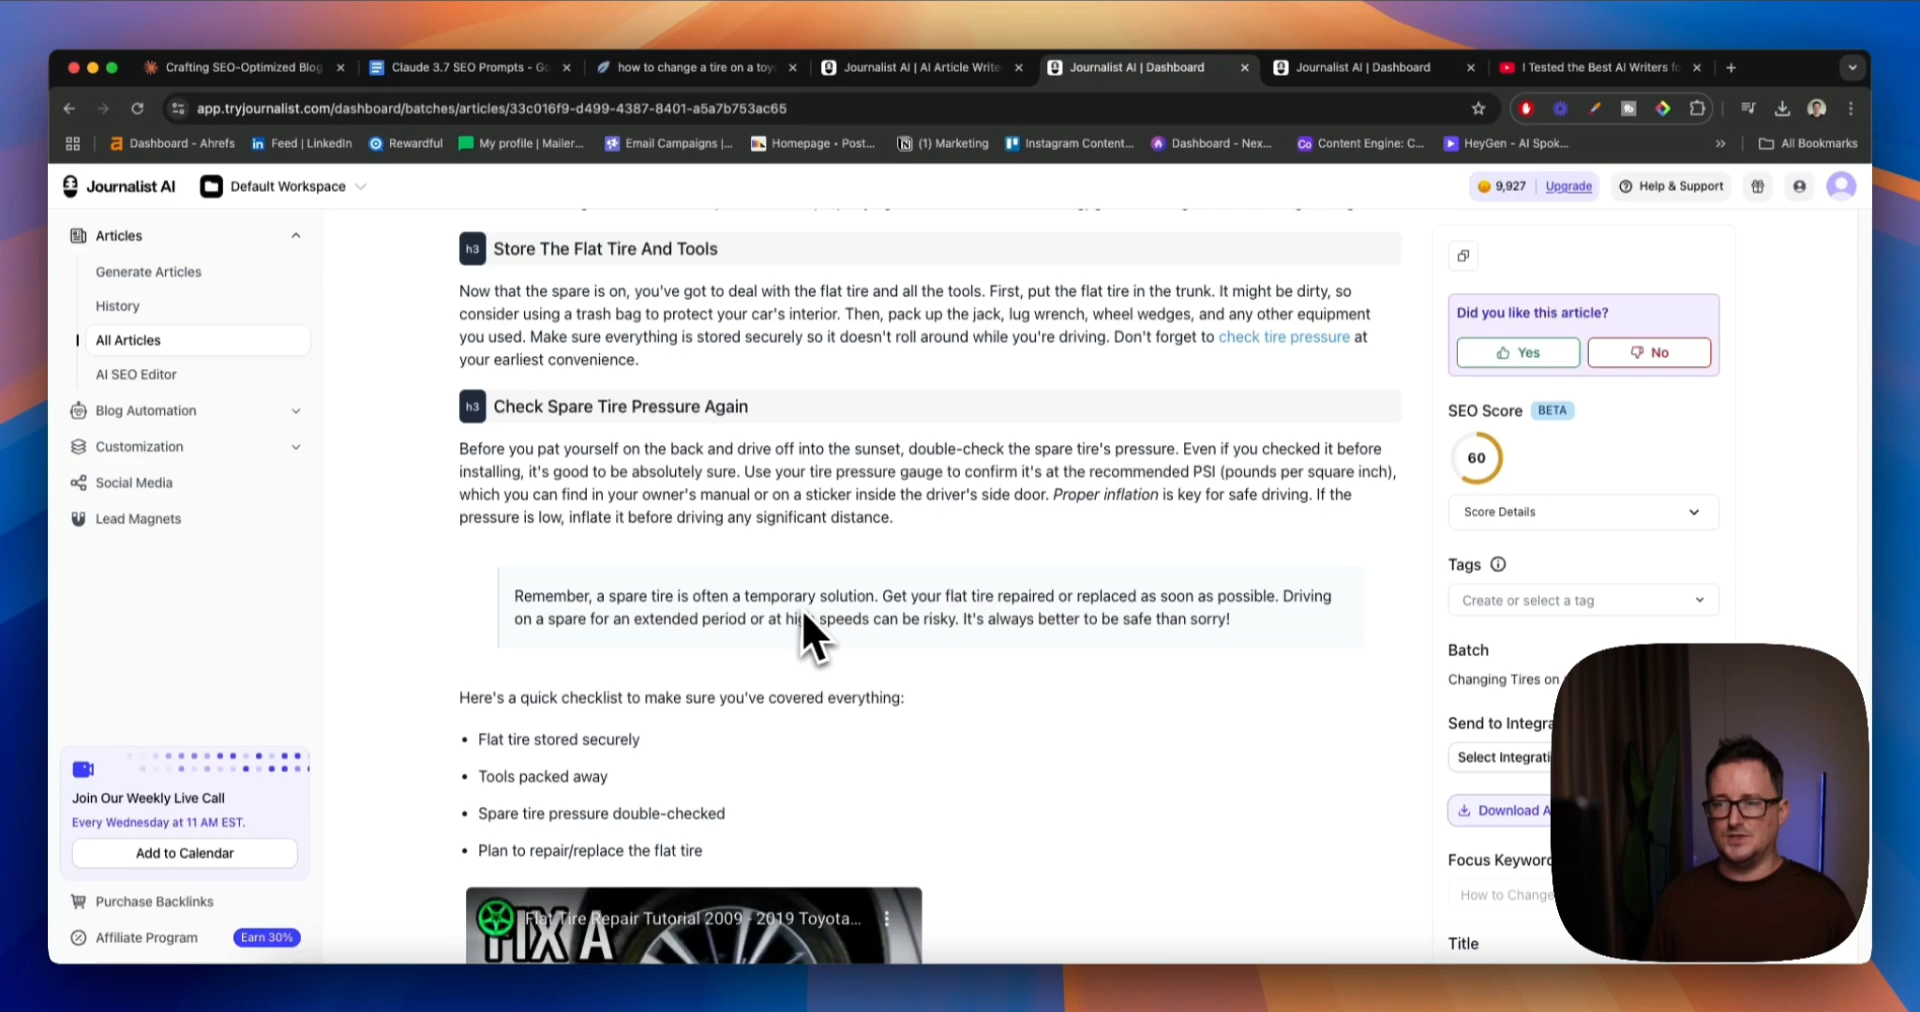 Crafting SEO-Optimized Blog
Claude 3.7 SEO Prompts - Go
how to change a tire on a toy
Journalist AI | AI Article Write
Journalist AI | Dashboard
Journalist AI | Dashboard
I Tested the Best AI Writers fo
app.tryjournalist.com/dashboard/batches/articles/33c016f9-d499-4387-8401-a5a7b753ac65
Dashboard - Ahrefs
Feed | LinkedIn
Rewardful
My profile | Mailer...
Email Campaigns |...
Homepage • Post...
(1) Marketing
Instagram Content...
Dashboard - Nex...
Co Content Engine: C...
HeyGen - AI Spok...
All Bookmarks
Journalist AI
Default Workspace
9,927
Upgrade
Help & Support
Articles
Generate Articles
History
All Articles
AI SEO Editor
Blog Automation
Customization
Social Media
Lead Magnets
Join Our Weekly Live Call
Every Wednesday at 11 AM EST.
Add to Calendar
Purchase Backlinks
Affiliate Program
Earn 30%
h3 Store The Flat Tire And Tools
Now that the spare is on, you've got to deal with the flat tire and all the tools. First, put the flat tire in the trunk. It might be dirty, so
consider using a trash bag to protect your car's interior. Then, pack up the jack, lug wrench, wheel wedges, and any other equipment
you used. Make sure everything is stored securely so it doesn't roll around while you're driving. Don't forget to check tire pressure at
your earliest convenience.
h3 Check Spare Tire Pressure Again
Before you pat yourself on the back and drive off into the sunset, double-check the spare tire's pressure. Even if you checked it before
installing, it's good to be absolutely sure. Use your tire pressure gauge to confirm it's at the recommended PSI (pounds per square inch),
which you can find in your owner's manual or on a sticker inside the driver's side door. Proper inflation is key for safe driving. If the
pressure is low, inflate it before driving any significant distance.
Remember, a spare tire is often a temporary solution. Get your flat tire repaired or replaced as soon as possible. Driving
on a spare for an extended period or at high speeds can be risky. It's always better to be safe than sorry!
Here's a quick checklist to make sure you've covered everything:
• Flat tire stored securely
• Tools packed away
• Spare tire pressure double-checked
• Plan to repair/replace the flat tire
Flat Tire Repair Tutorial 2009 - 2019 Toyota...
FIX A
Did you like this article?
Yes
No
SEO Score
BETA
60
Score Details
Tags
Create or select a tag
Batch
Changing Tires on
Send to Integra
Select Integrati
Download A
Focus Keyword
How to Change
Title